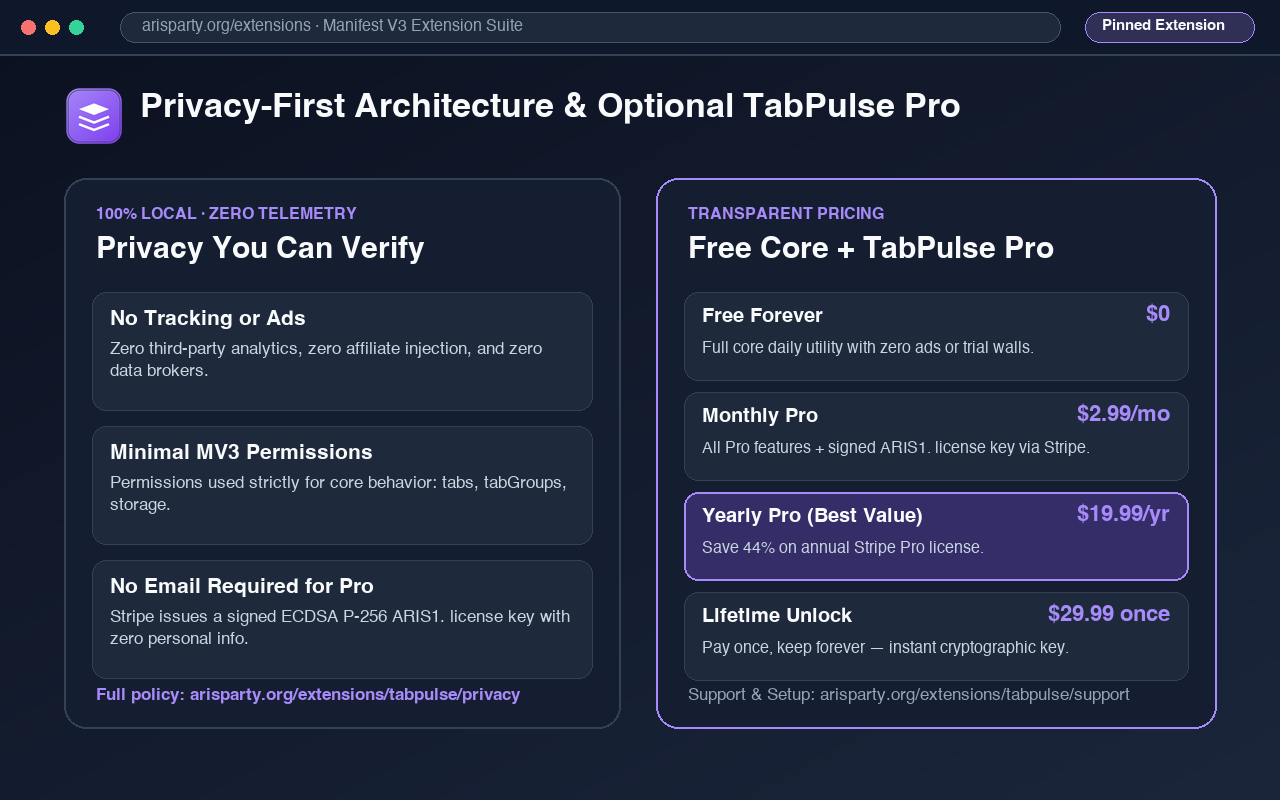 arisparty.org/extensions · Manifest V3 Extension Suite
Pinned Extension
Privacy-First Architecture & Optional TabPulse Pro
100% LOCAL · ZERO TELEMETRY
Privacy You Can Verify
No Tracking or Ads
Zero third-party analytics, zero affiliate injection, and zero
data brokers.
Minimal MV3 Permissions
Permissions used strictly for core behavior: tabs, tabGroups,
storage.
No Email Required for Pro
Stripe issues a signed ECDSA P-256 ARIS1. license key with
zero personal info.
Full policy: arisparty.org/extensions/tabpulse/privacy
TRANSPARENT PRICING
Free Core + TabPulse Pro
Free Forever
$0
Full core daily utility with zero ads or trial walls.
Monthly Pro
$2.99/mo
All Pro features + signed ARIS1. license key via Stripe.
Yearly Pro (Best Value)
$19.99/yr
Save 44% on annual Stripe Pro license.
Lifetime Unlock
$29.99 once
Pay once, keep forever — instant cryptographic key.
Support & Setup: arisparty.org/extensions/tabpulse/support